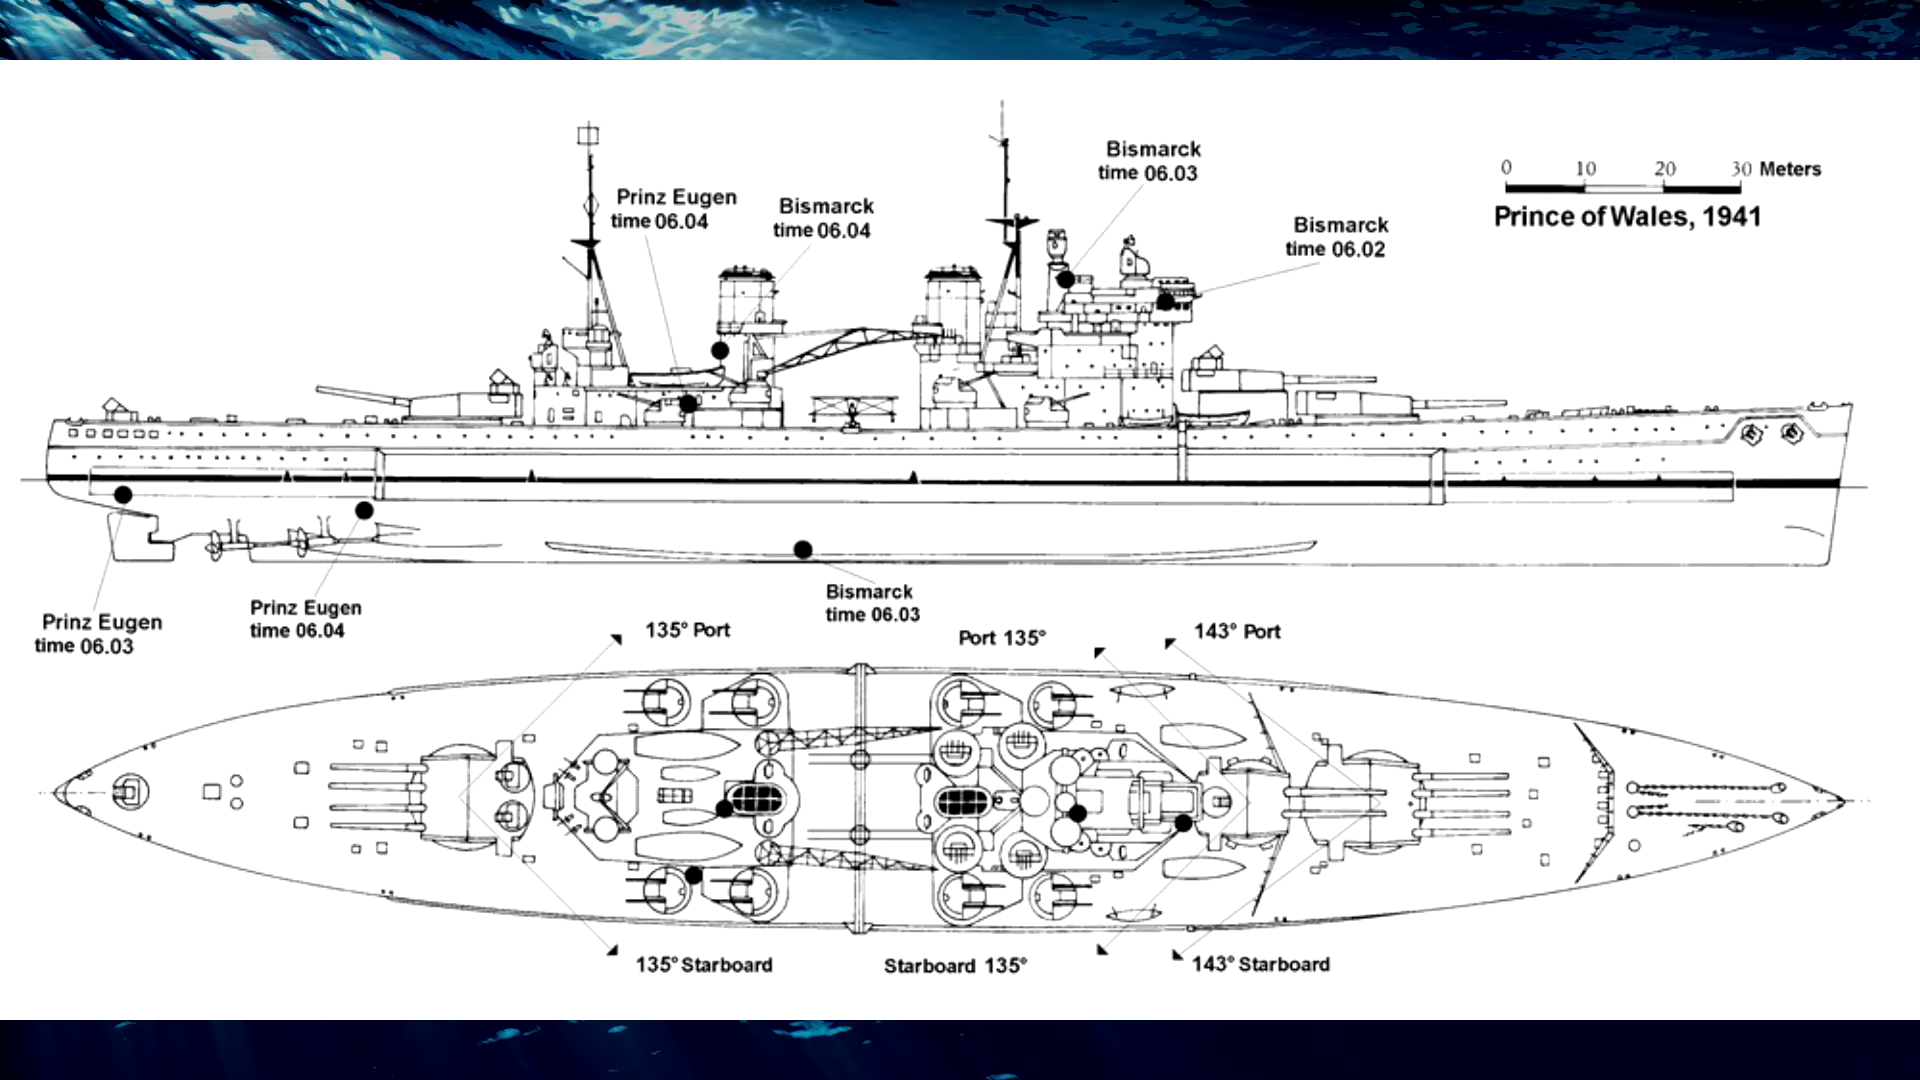 Bismarck
time 06.03
0 10 20 30 Meters
Prince of Wales, 1941
Prinz Eugen
time 06.04
Bismarck
time 06.04
Bismarck
time 06.02
Prinz Eugen
time 06.03
Prinz Eugen
time 06.04
Bismarck
time 06.03
135° Port
Port 135°
143° Port
135° Starboard
Starboard 135°
143° Starboard